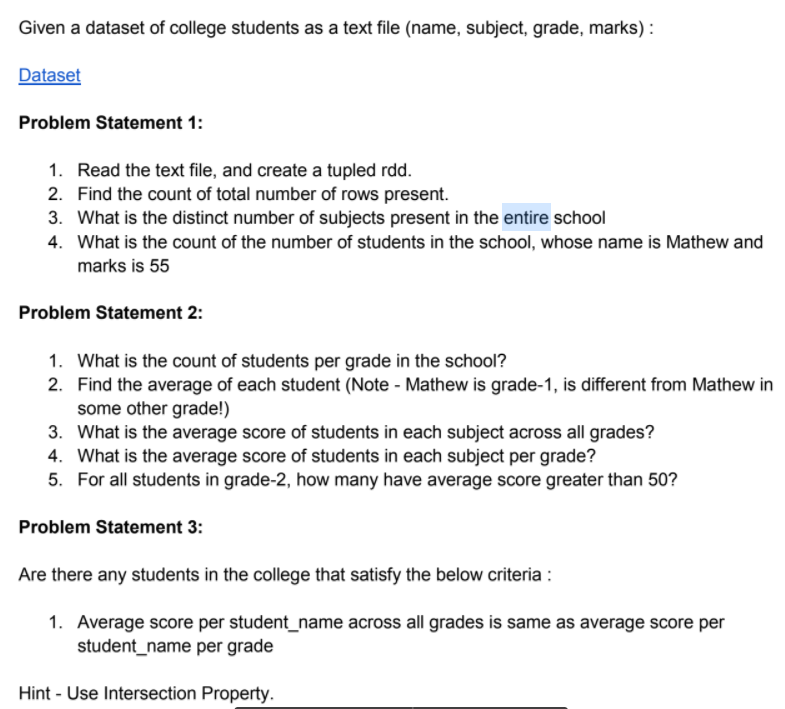 Given a dataset of college students as a text file (name, subject, grade, marks) :
Dataset
Problem Statement 1:
1. Read the text file, and create a tupled rdd.
2. Find the count of total number of rows present.
3. What is the distinct number of subjects present in the entire school
4. What is the count of the number of students in the school, whose name is Mathew and
marks is 55
Problem Statement 2:
1. What is the count of students per grade in the school?
2. Find the average of each student (Note - Mathew is grade-1, is different from Mathew in
some other grade!)
3. What is the average score of students in each subject across all grades?
4. What is the average score of students in each subject per grade?
5. For all students in grade-2, how many have average score greater than 50?
Problem Statement 3:
Are there any students in the college that satisfy the below criteria :
1. Average score per student_name across all grades is same as average score per
student_name per grade
Hint - Use Intersection Property.